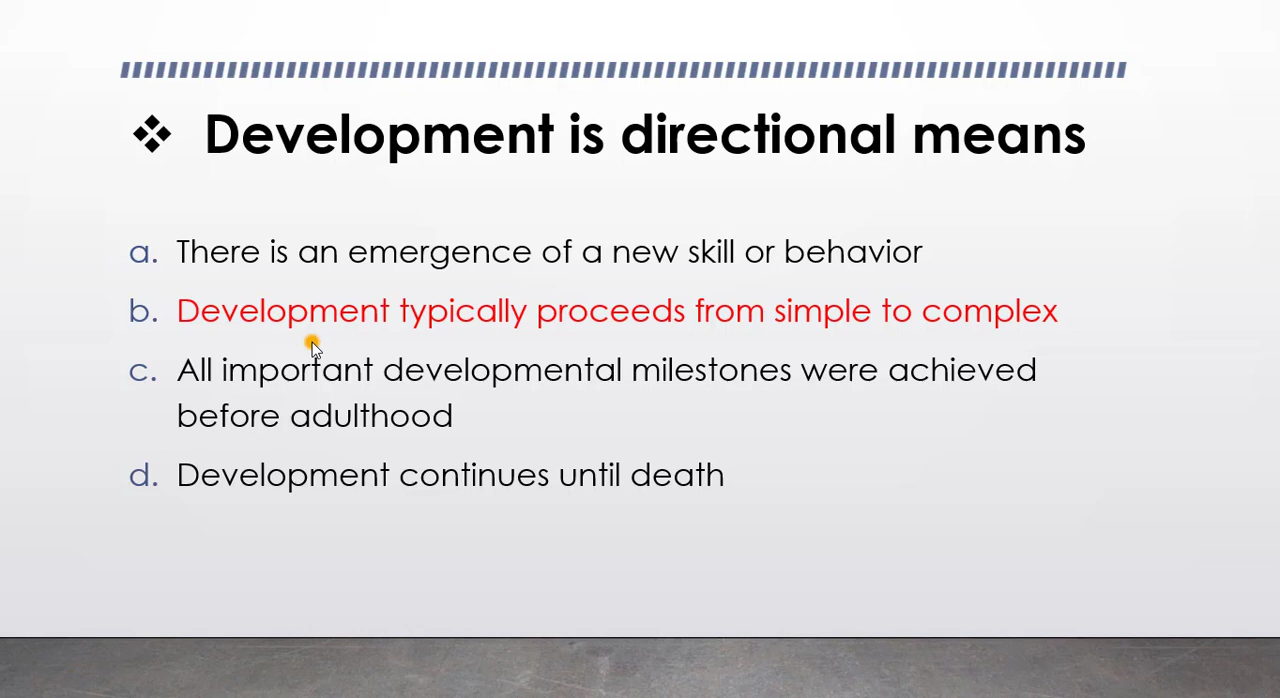 ❖ Development is directional means
a. There is an emergence of a new skill or behavior
b. Development typically proceeds from simple to complex
c. All important developmental milestones were achieved
before adulthood
d. Development continues until death